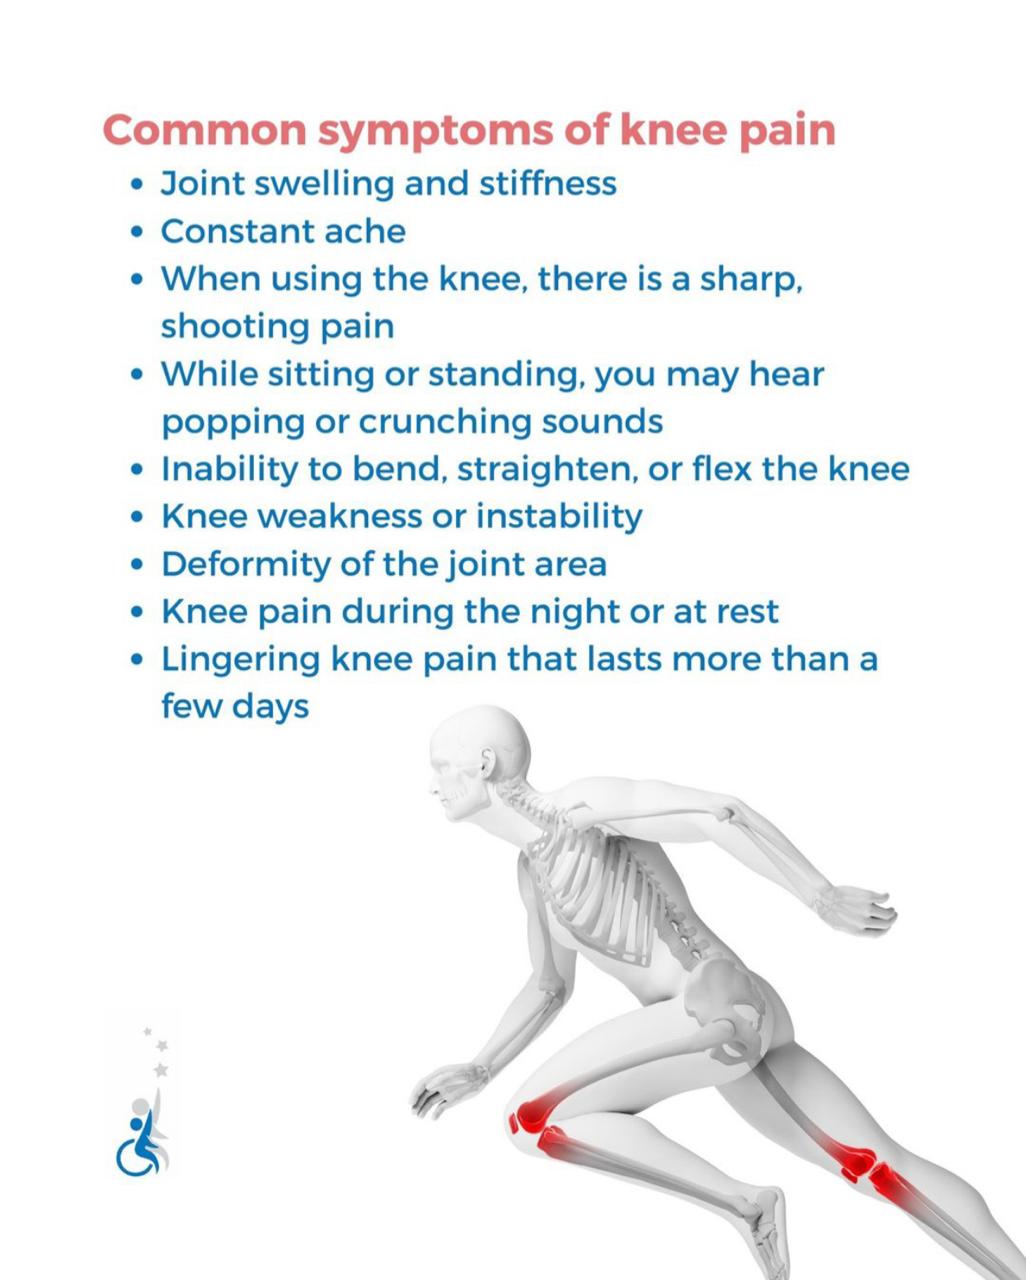 Common symptoms of knee pain
• Joint swelling and stiffness
• Constant ache
• When using the knee, there is a sharp,
shooting pain
• While sitting or standing, you may hear
popping or crunching sounds
• Inability to bend, straighten, or flex the knee
• Knee weakness or instability
• Deformity of the joint area
• Knee pain during the night or at rest
• Lingering knee pain that lasts more than a
few days